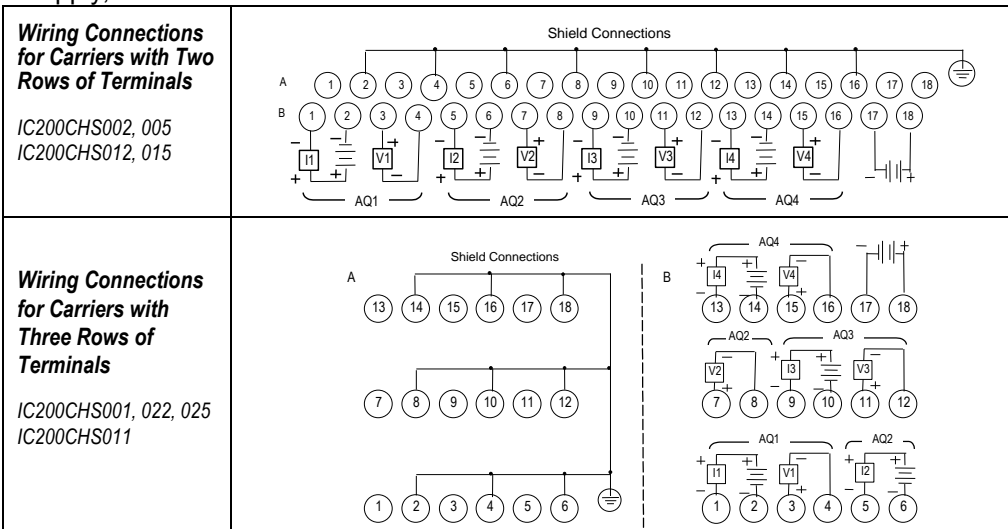 Wiring Connections
for Carriers with Two
Rows of Terminals
IC200CHS002, 005
IC200CHS012, 015
Shield Connections
A 1 2 3 4 5 6 7 8 9 10 11 12 13 14 15 16 17 18
B 1 2 3 4 5 6 7 8 9 10 11 12 13 14 15 16 17 18
− − + − − + − − + − − +
I1 V1 I2 V2 I3 V3 I4 V4
+ + − + + − + + − + + − − +
AQ1 AQ2 AQ3 AQ4
Wiring Connections
for Carriers with
Three Rows of
Terminals
IC200CHS001, 022, 025
IC200CHS011
Shield Connections
A
13 14 15 16 17 18
7 8 9 10 11 12
1 2 3 4 5 6
B
AQ4
+ + − − +
I4 V4
− − +
13 14 15 16 17 18
AQ2 AQ3
− + + −
V2 I3 V3
+ − − +
7 8 9 10 11 12
AQ1 AQ2
+ + − + +
I1 V1 I2
− − + − −
1 2 3 4 5 6